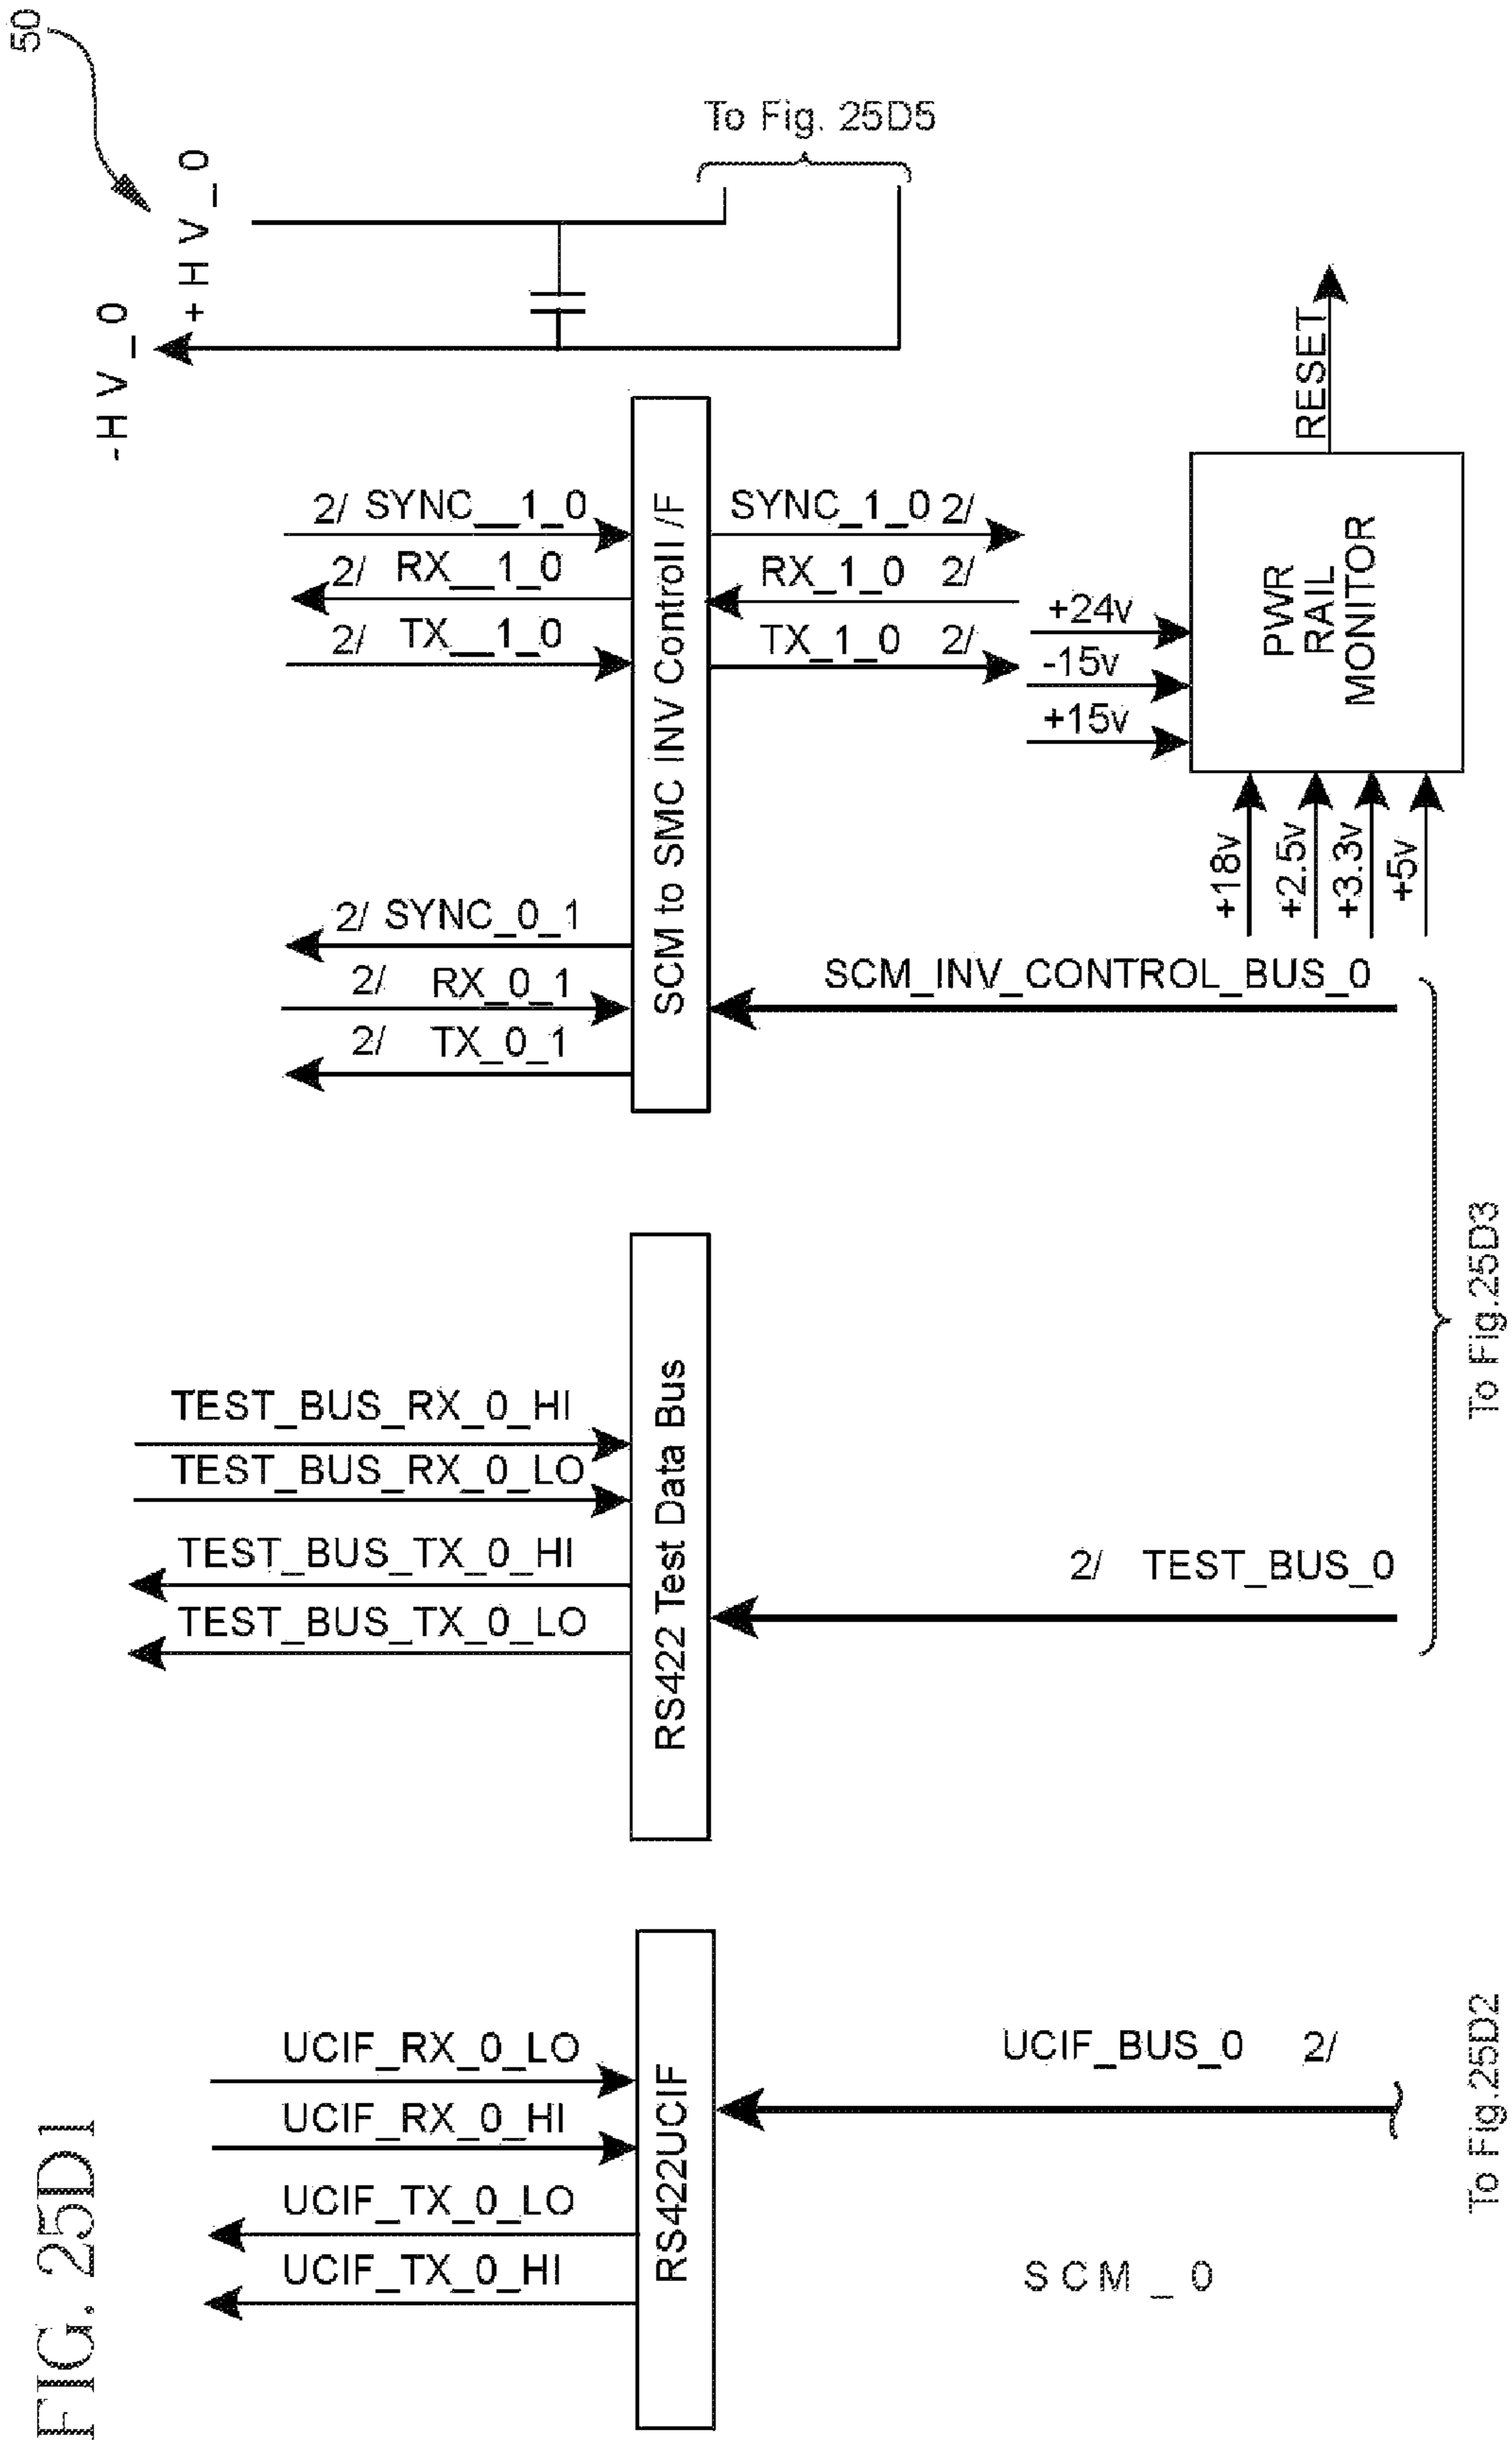 FIG. 25D1
50
-HV_0
+HV_0
To Fig. 25D5
2/ SYNC__1_0
2/ RX__1_0
2/ TX__1_0
2/ SYNC_0_1
2/ RX_0_1
2/ TX_0_1
SCM to SMC INV Controll /F
SYNC_1_0 2/
RX_1_0 2/
TX_1_0 2/
+24v
-15v
+15v
+18v
+2.5v
+3.3v
+5v
PWR
RAIL
MONITOR
RESET
SCM_INV_CONTROL_BUS_0
TEST_BUS_RX_0_HI
TEST_BUS_RX_0_LO
TEST_BUS_TX_0_HI
TEST_BUS_TX_0_LO
RS422 Test Data Bus
2/ TEST_BUS_0
To Fig.25D3
UCIF_RX_0_LO
UCIF_RX_0_HI
UCIF_TX_0_LO
UCIF_TX_0_HI
RS422UCIF
UCIF_BUS_0 2/
SCM_0
To Fig.25D2